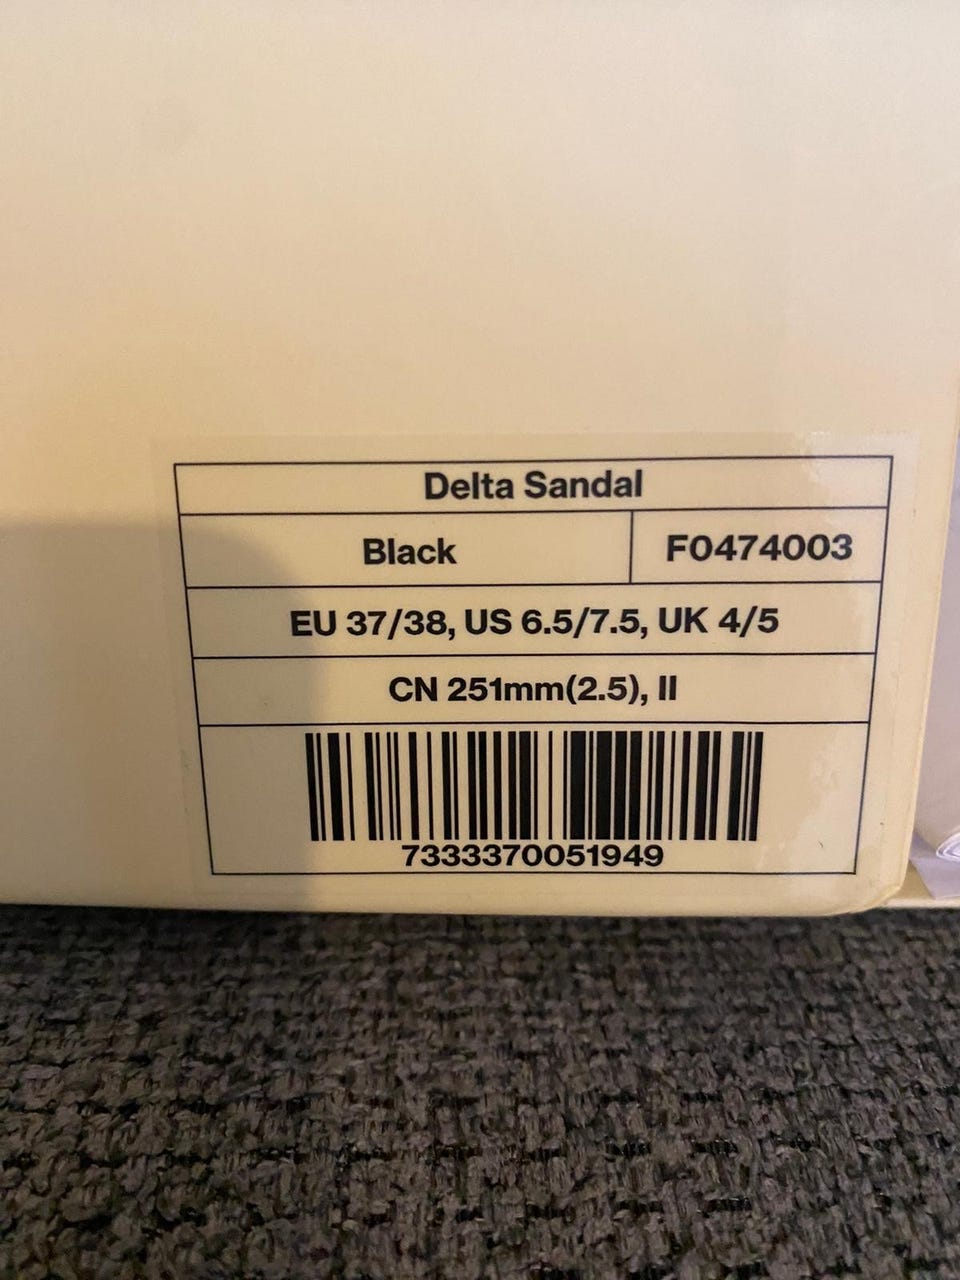 Delta Sandal
Black F0474003
EU 37/38, US 6.5/7.5, UK 4/5
CN 251mm(2.5), II
7333370051949